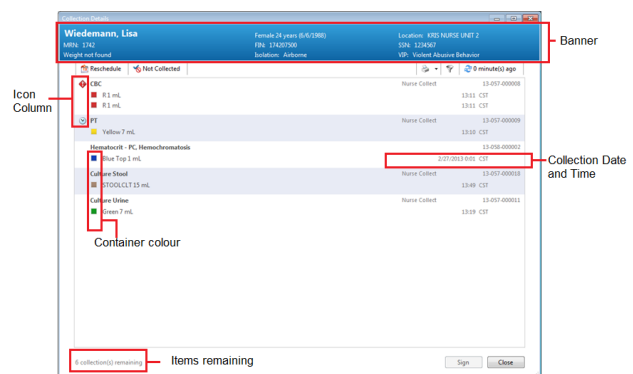 Collection Details
Wiedemann, Lisa Female 24 years (6/6/1988) Location: KRIS NURSE UNIT 2
MRN: 1742 FIN: 174207500 SSN: 1234567
Weight not found Isolation: Airborne VIP: Violent Abusive Behavior
Banner
Reschedule Not Collected 0 minute(s) ago
Icon
Column
CBC Nurse Collect 13-057-000008
R 1 mL 13:11 CST
R 1 mL 13:11 CST
PT Nurse Collect 13-057-000009
Yellow 7 mL 13:10 CST
Hematocrit - PC, Hemochromatosis 13-058-000002
Blue Top 1 mL 2/27/2013 0:01 CST
Collection Date
and Time
Culture Stool Nurse Collect 13-057-000010
STOOLCLT 15 mL 13:49 CST
Culture Urine Nurse Collect 13-057-000011
Green 7 mL 13:19 CST
Container colour
6 collection(s) remaining
Items remaining
Sign Close